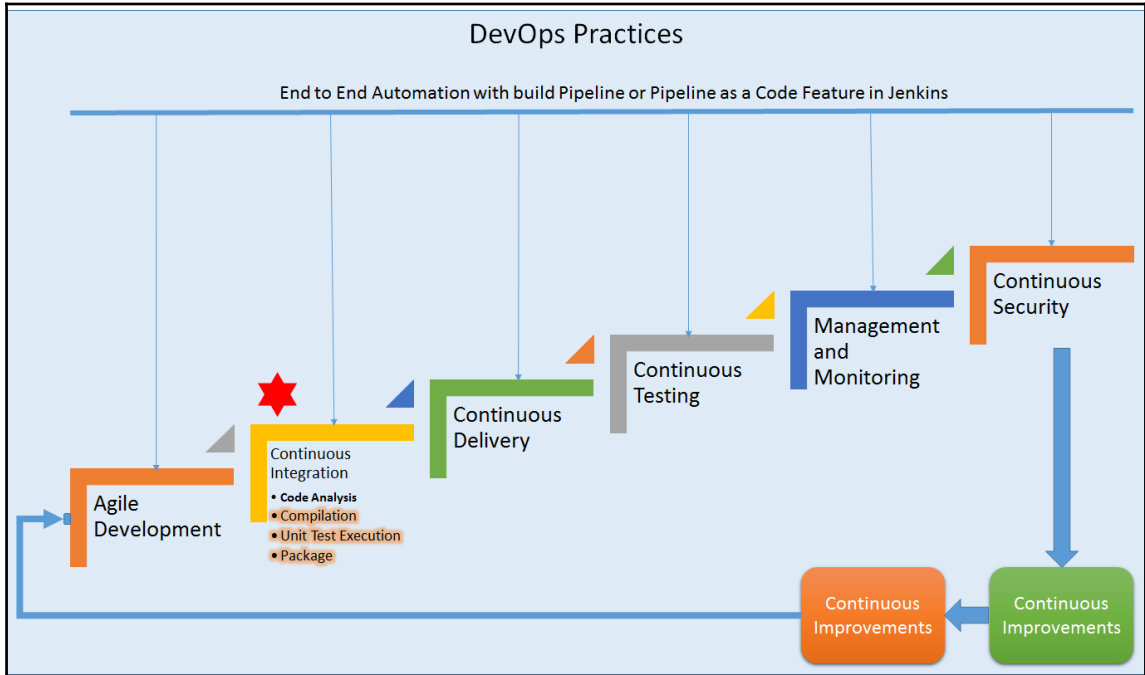 DevOps Practices
End to End Automation with build Pipeline or Pipeline as a Code Feature in Jenkins
Agile
Development
Continuous
Integration
• Code Analysis
• Compilation
• Unit Test Execution
• Package
Continuous
Delivery
Continuous
Testing
Management
and
Monitoring
Continuous
Security
Continuous
Improvements
Continuous
Improvements